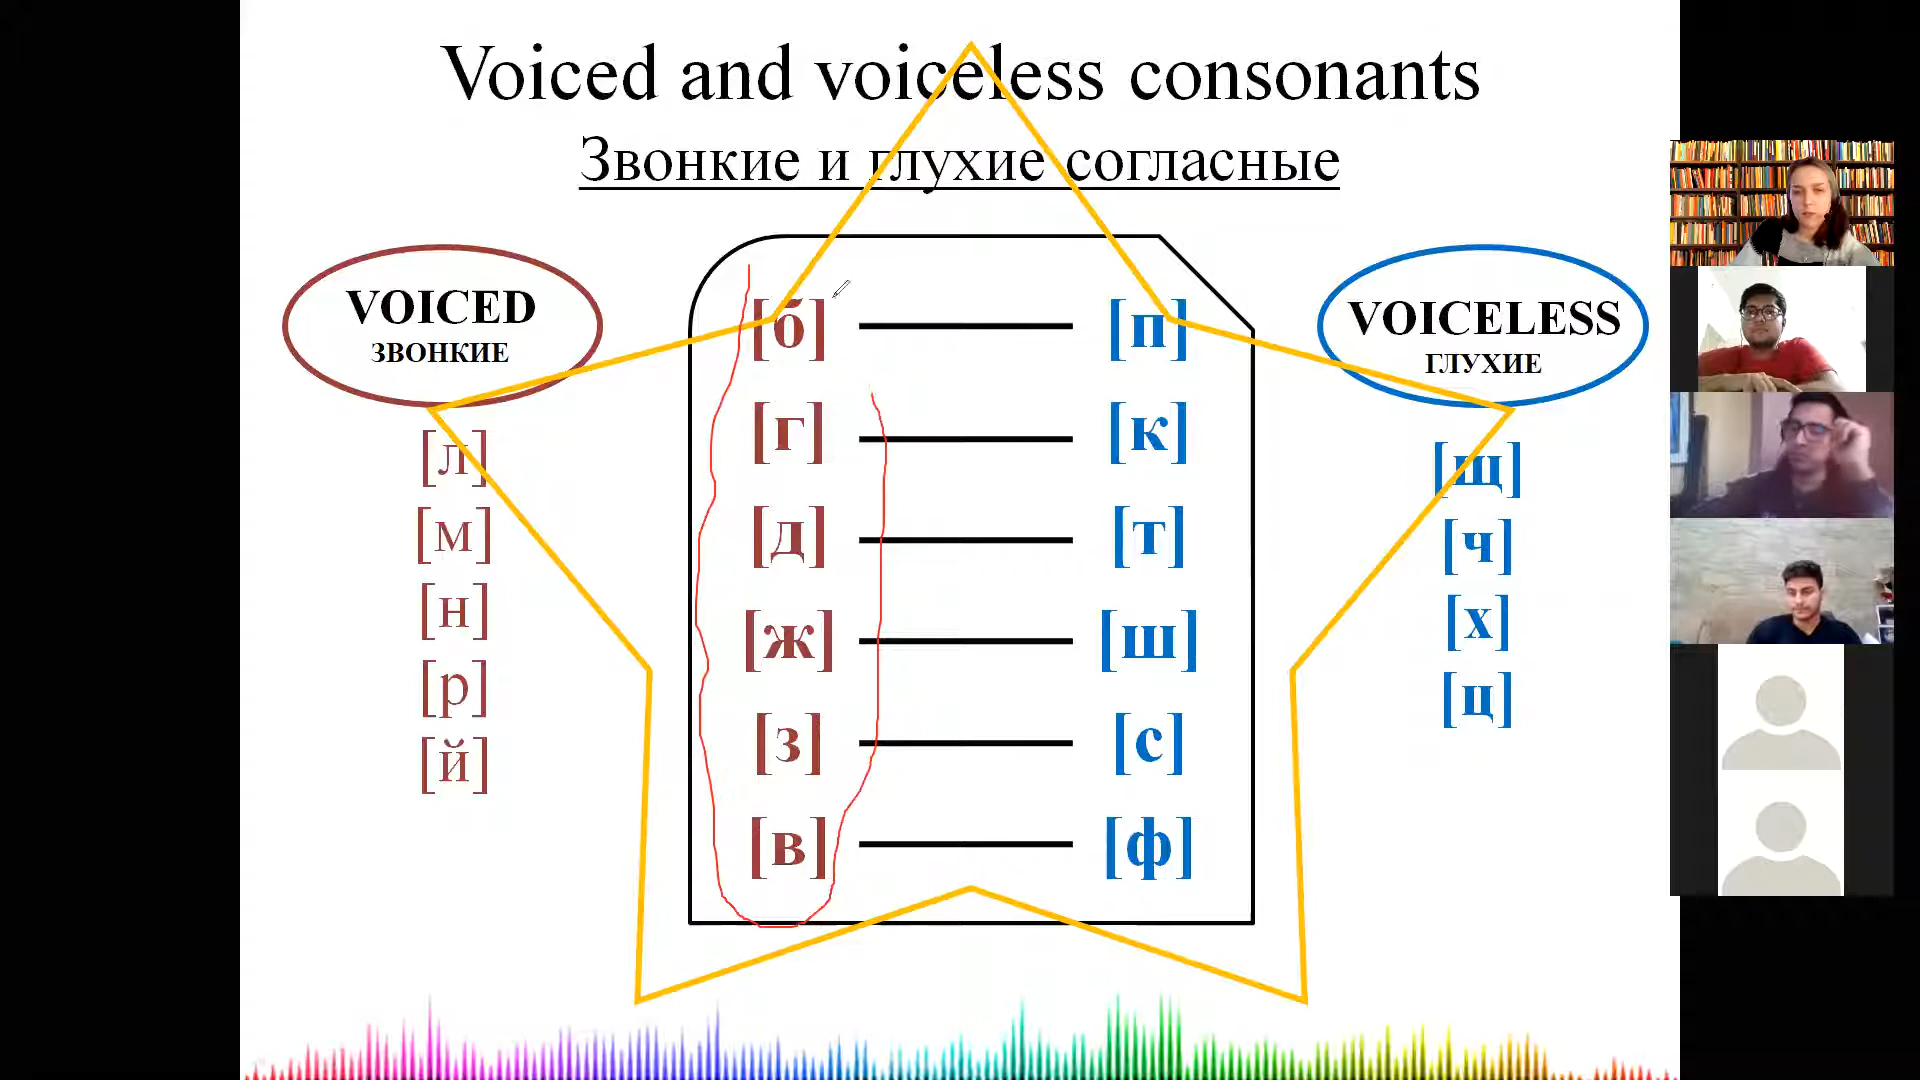 Voiced and voiceless consonants
Звонкие и глухие согласные
VOICED
ЗВОНКИЕ
[л]
[м]
[н]
[р]
[й]
[б] [п]
[г] [к]
[д] [т]
[ж] [ш]
[з] [с]
[в] [ф]
VOICELESS
ГЛУХИЕ
[щ]
[ч]
[х]
[ц]